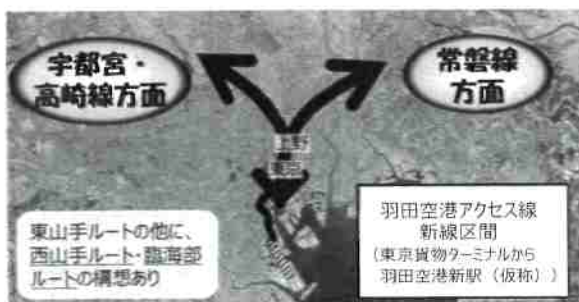 宇都宮・
高崎線方面
常磐線
方面
上野
東京
東山手ルートの他に、
西山手ルート・臨海部
ルートの構想あり
羽田空港アクセス線
新線区間
(東京貨物ターミナルから
羽田空港新駅（仮称））